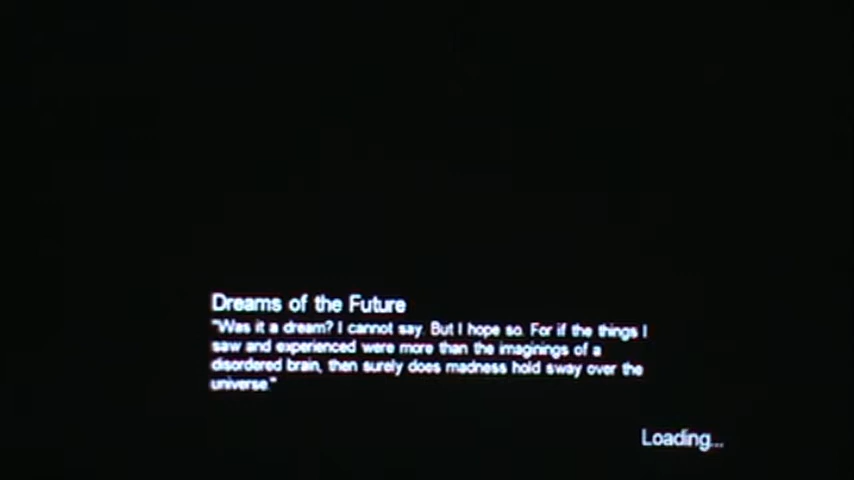 Dreams of the Future
"Was it a dream? I cannot say. But I hope so. For if the things I
saw and experienced were more than the imaginings of a
disordered brain, then surely does madness hold sway over the
universe."
Loading...